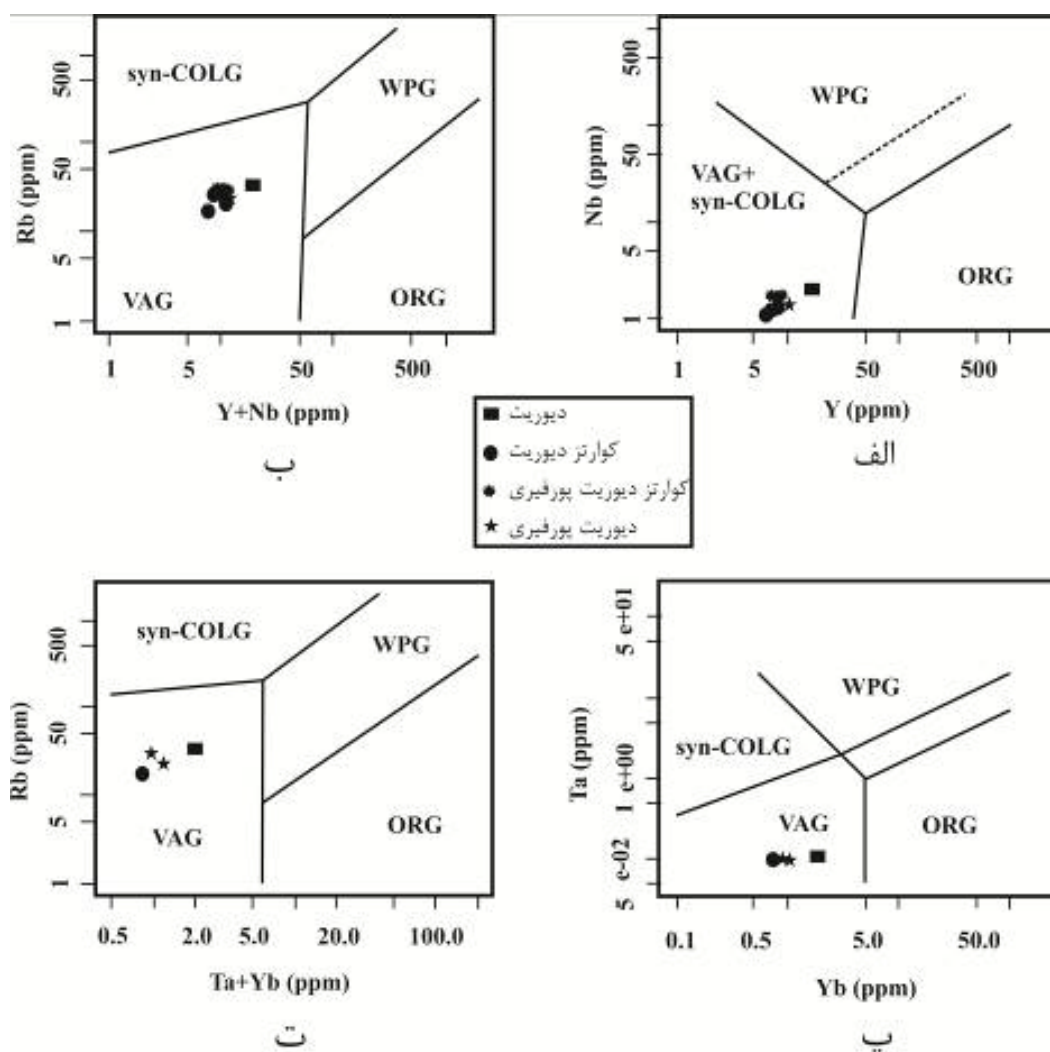 syn-COLG
WPG
VAG
ORG
Rb (ppm)
500
50
5
1
1
5
50
500
Y+Nb (ppm)
ب
WPG
VAG+
syn-COLG
ORG
Nb (ppm)
500
50
5
1
1
5
50
500
Y (ppm)
الف
دیوریت
کوارتز دیوریت
کوارتز دیوریت پورفیری
دیوریت پورفیری
syn-COLG
WPG
VAG
ORG
Rb (ppm)
500
50
5
1
0.5
2.0
5.0
20.0
100.0
Ta+Yb (ppm)
ت
WPG
syn-COLG
VAG
ORG
Ta (ppm)
5 e+01
1 e+00
5 e-02
0.1
0.5
5.0
50.0
Yb (ppm)
پ